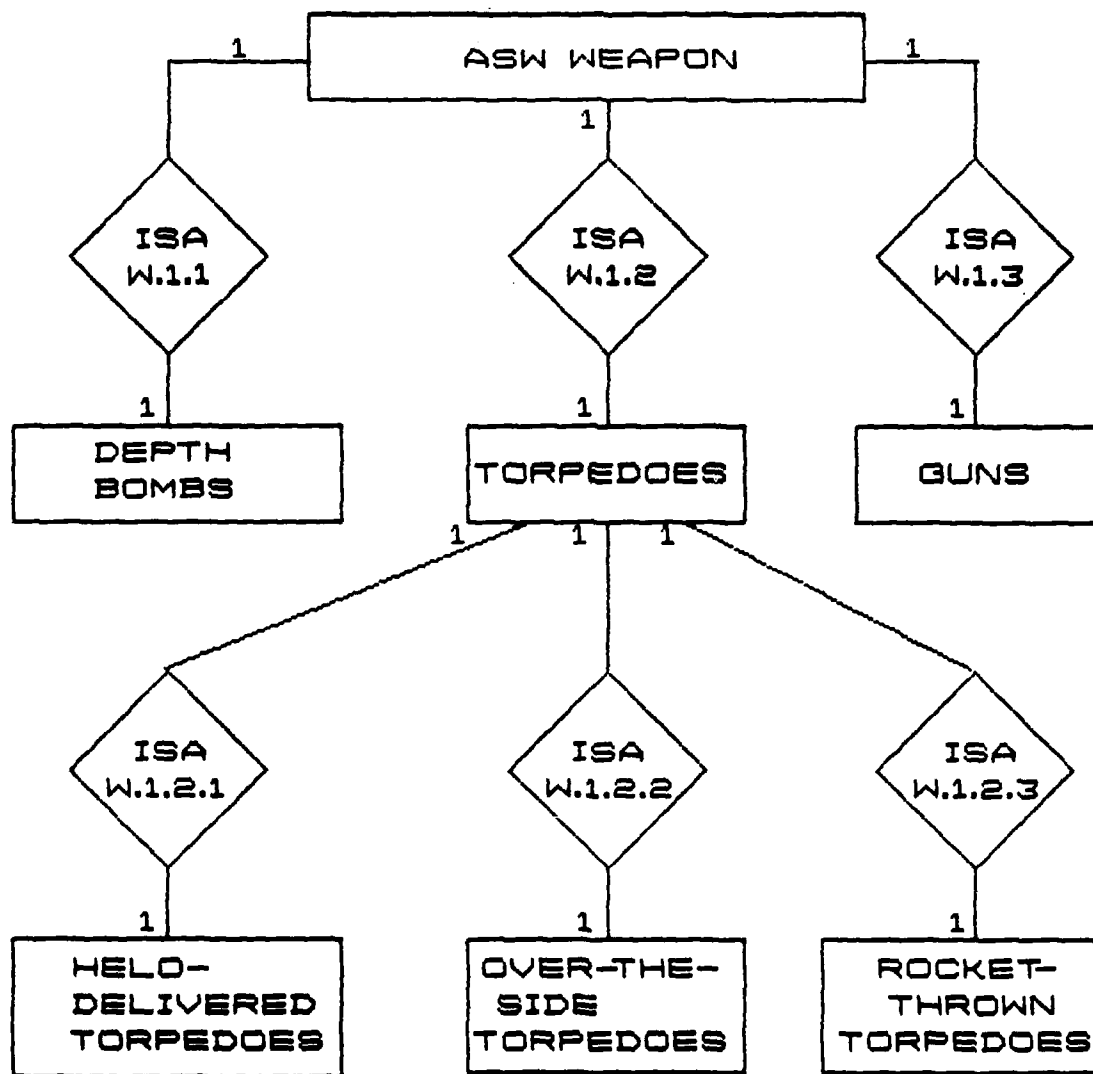 ASW WEAPON
1
1
1
ISA
W.1.1
ISA
W.1.2
ISA
W.1.3
1
1
1
DEPTH
BOMBS
TORPEDOES
GUNS
1
1
1
ISA
W.1.2.1
ISA
W.1.2.2
ISA
W.1.2.3
1
1
1
HELO-
DELIVERED
TORPEDOES
OVER-THE-
SIDE
TORPEDOES
ROCKET-
THROWN
TORPEDOES